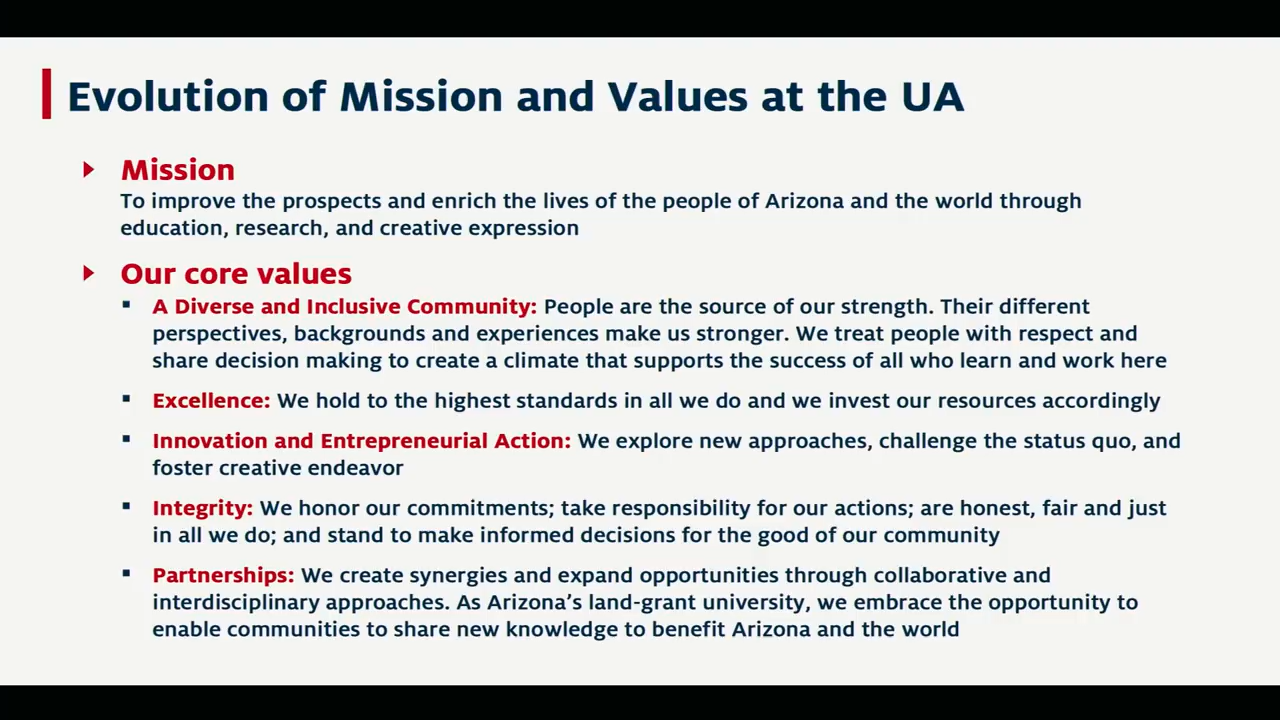 Evolution of Mission and Values at the UA
Mission
To improve the prospects and enrich the lives of the people of Arizona and the world through
education, research, and creative expression
Our core values
A Diverse and Inclusive Community: People are the source of our strength. Their different
perspectives, backgrounds and experiences make us stronger. We treat people with respect and
share decision making to create a climate that supports the success of all who learn and work here
Excellence: We hold to the highest standards in all we do and we invest our resources accordingly
Innovation and Entrepreneurial Action: We explore new approaches, challenge the status quo, and
foster creative endeavor
Integrity: We honor our commitments; take responsibility for our actions; are honest, fair and just
in all we do; and stand to make informed decisions for the good of our community
Partnerships: We create synergies and expand opportunities through collaborative and
interdisciplinary approaches. As Arizona’s land-grant university, we embrace the opportunity to
enable communities to share new knowledge to benefit Arizona and the world